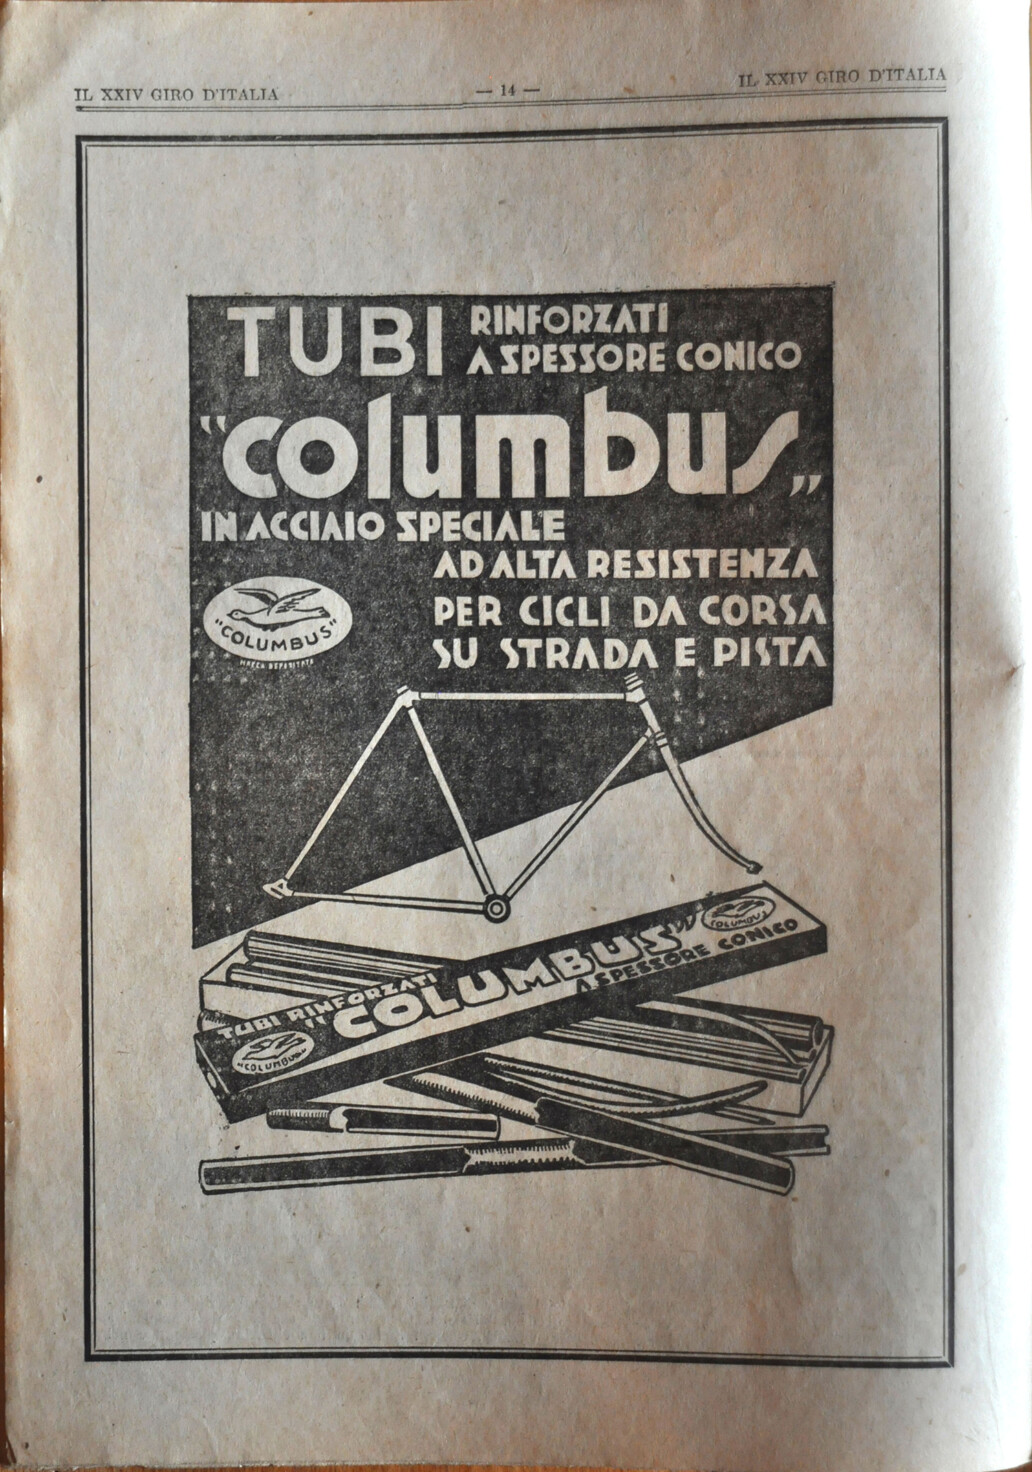 IL XXIV GIRO D'ITALIA
— 14 —
IL XXIV GIRO D'ITALIA
TUBI RINFORZATI
A SPESSORE CONICO
"columbus„
IN ACCIAIO SPECIALE
AD ALTA RESISTENZA
PER CICLI DA CORSA
SU STRADA E PISTA
"COLUMBUS"
MARCA DEPOSITATA
TUBI RINFORZATI
"COLUMBUS"
A SPESSORE CONICO
COLUMBUS
"COLUMBUS"